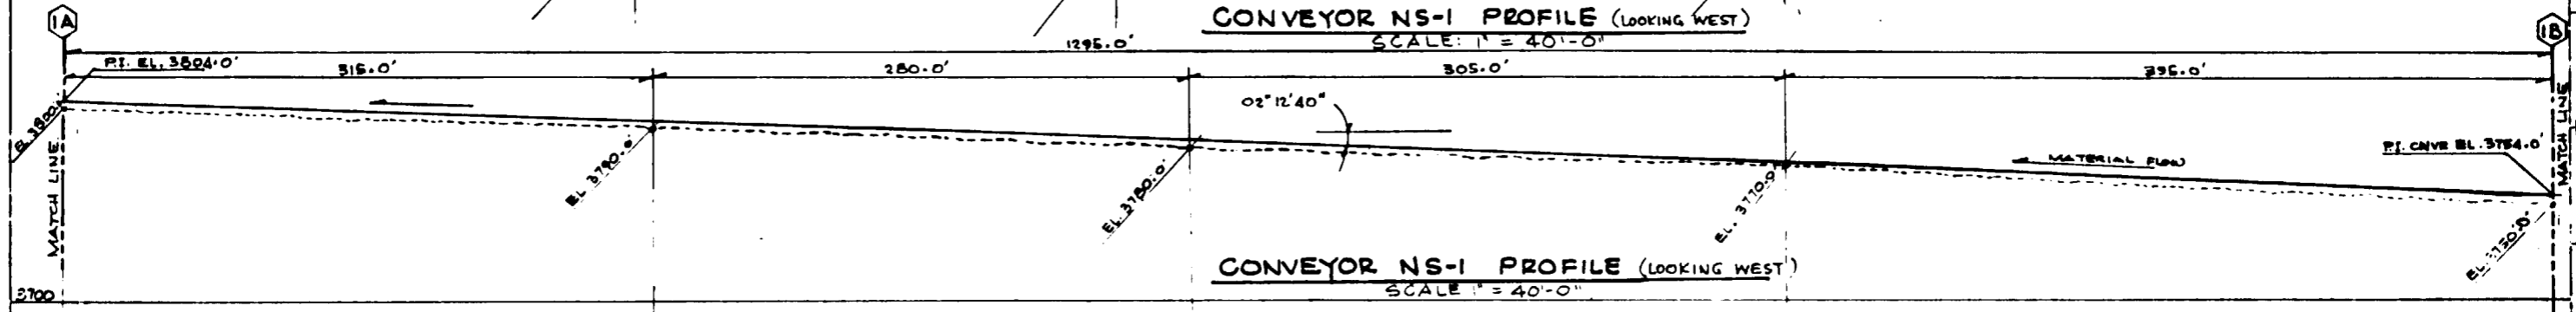 1A
CONVEYOR NS-1 PROFILE (LOOKING WEST)
1B
SCALE: 1" = 40'-0"
1295.0'
P.I. EL. 3804.0'
315.0'
280.0'
305.0'
395.0'
EL. 3800
02°12'40"
MATCH LINE
EL. 3790.0'
EL. 3780.0'
EL. 3770.0'
MATERIAL FLOW
P.I. CNVR EL. 3754.0'
MATCH LINE
EL. 3750.0'
CONVEYOR NS-1 PROFILE (LOOKING WEST)
SCALE 1" = 40'-0"
3700